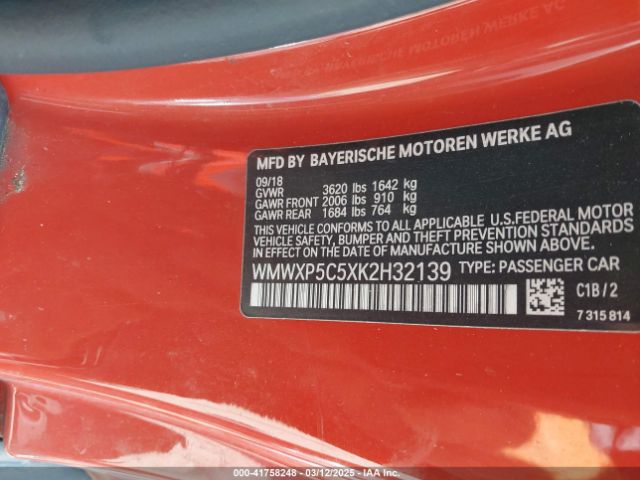 MFD BY BAYERISCHE MOTOREN WERKE AG
09/18
GVWR 3620 lbs 1642 kg
GAWR FRONT 2006 lbs 910 kg
GAWR REAR 1684 lbs 764 kg
THIS VEHICLE CONFORMS TO ALL APPLICABLE U.S.FEDERAL MOTOR
VEHICLE SAFETY, BUMPER, AND THEFT PREVENTION STANDARDS
IN EFFECT ON THE DATE OF MANUFACTURE SHOWN ABOVE.
WMWXP5C5XK2H32139 TYPE: PASSENGER CAR
C1B/2
7 315 814
000-41758248 - 03/12/2025 - IAA Inc.